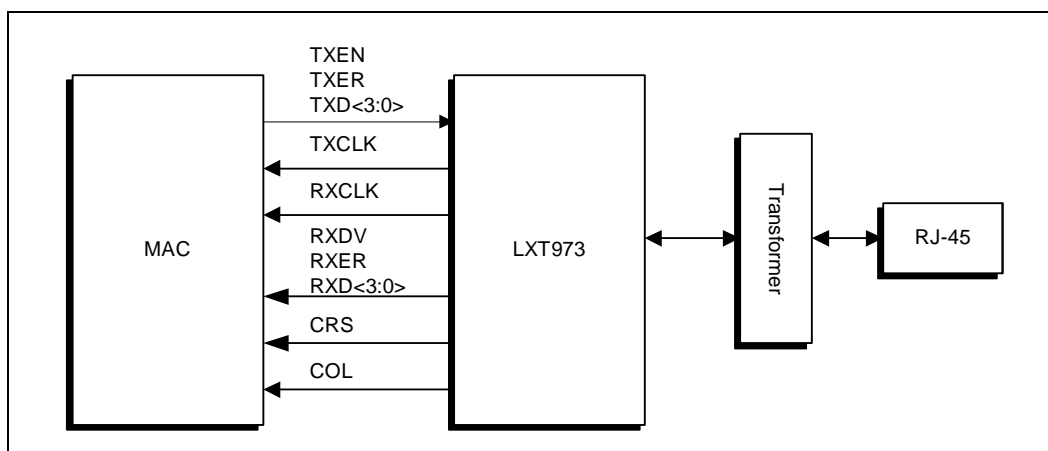 TXEN
TXER
TXD<3:0>
TXCLK
RXCLK
RXDV
RXER
RXD<3:0>
CRS
COL
MAC
LXT973
Transformer
RJ-45